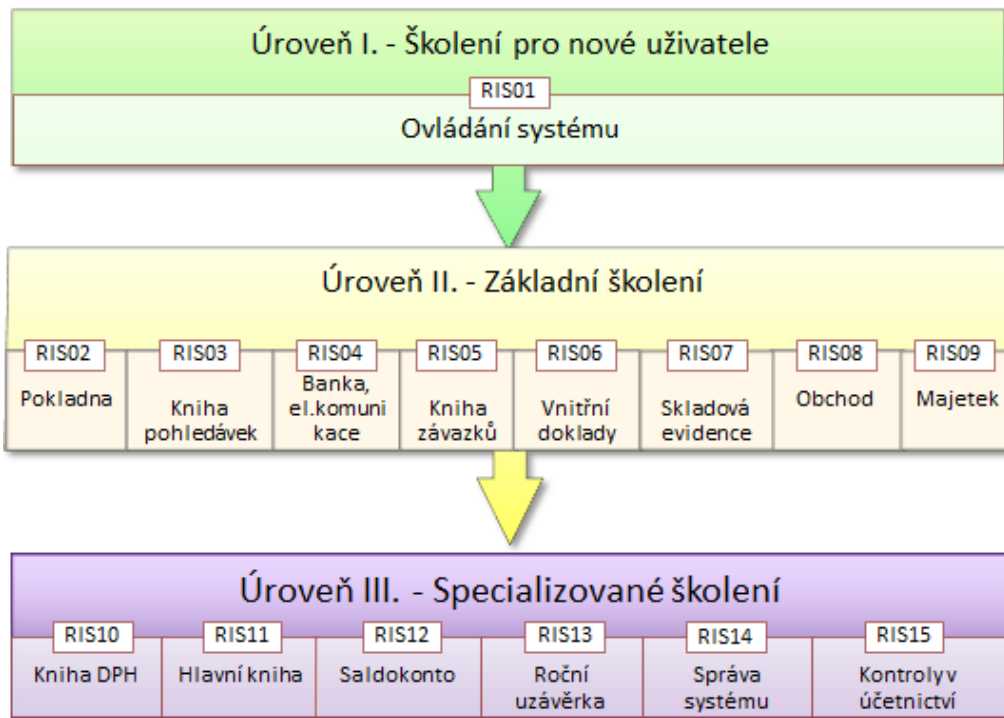 Úroveň I. - Školení pro nové uživatele
RIS01
Ovládání systému
Úroveň II. - Základní školení
RIS02
Pokladna
RIS03
Kniha
pohledávek
RIS04
Banka,
el.komuni
kace
RIS05
Kniha
závazků
RIS06
Vnitřní
doklady
RIS07
Skladová
evidence
RIS08
Obchod
RIS09
Majetek
Úroveň III. - Specializované školení
RIS10
Kniha DPH
RIS11
Hlavní kniha
RIS12
Saldokonto
RIS13
Roční
uzávěrka
RIS14
Správa
systému
RIS15
Kontroly v
účetnictví